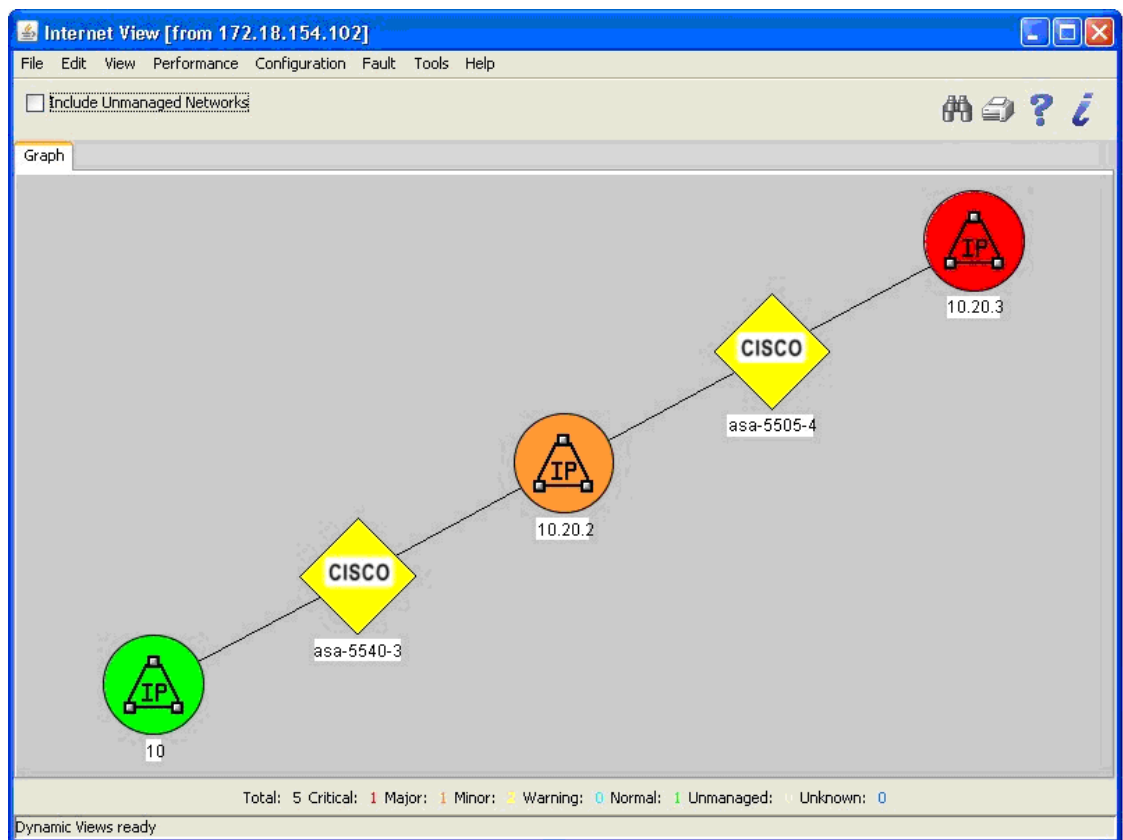 Internet View [from 172.18.154.102]
File Edit View Performance Configuration Fault Tools Help
Include Unmanaged Networks
Graph
IP
10.20.3
CISCO
asa-5505-4
IP
10.20.2
CISCO
asa-5540-3
IP
10
Total: 5 Critical: 1 Major: 1 Minor: 2 Warning: 0 Normal: 1 Unmanaged: 0 Unknown: 0
Dynamic Views ready